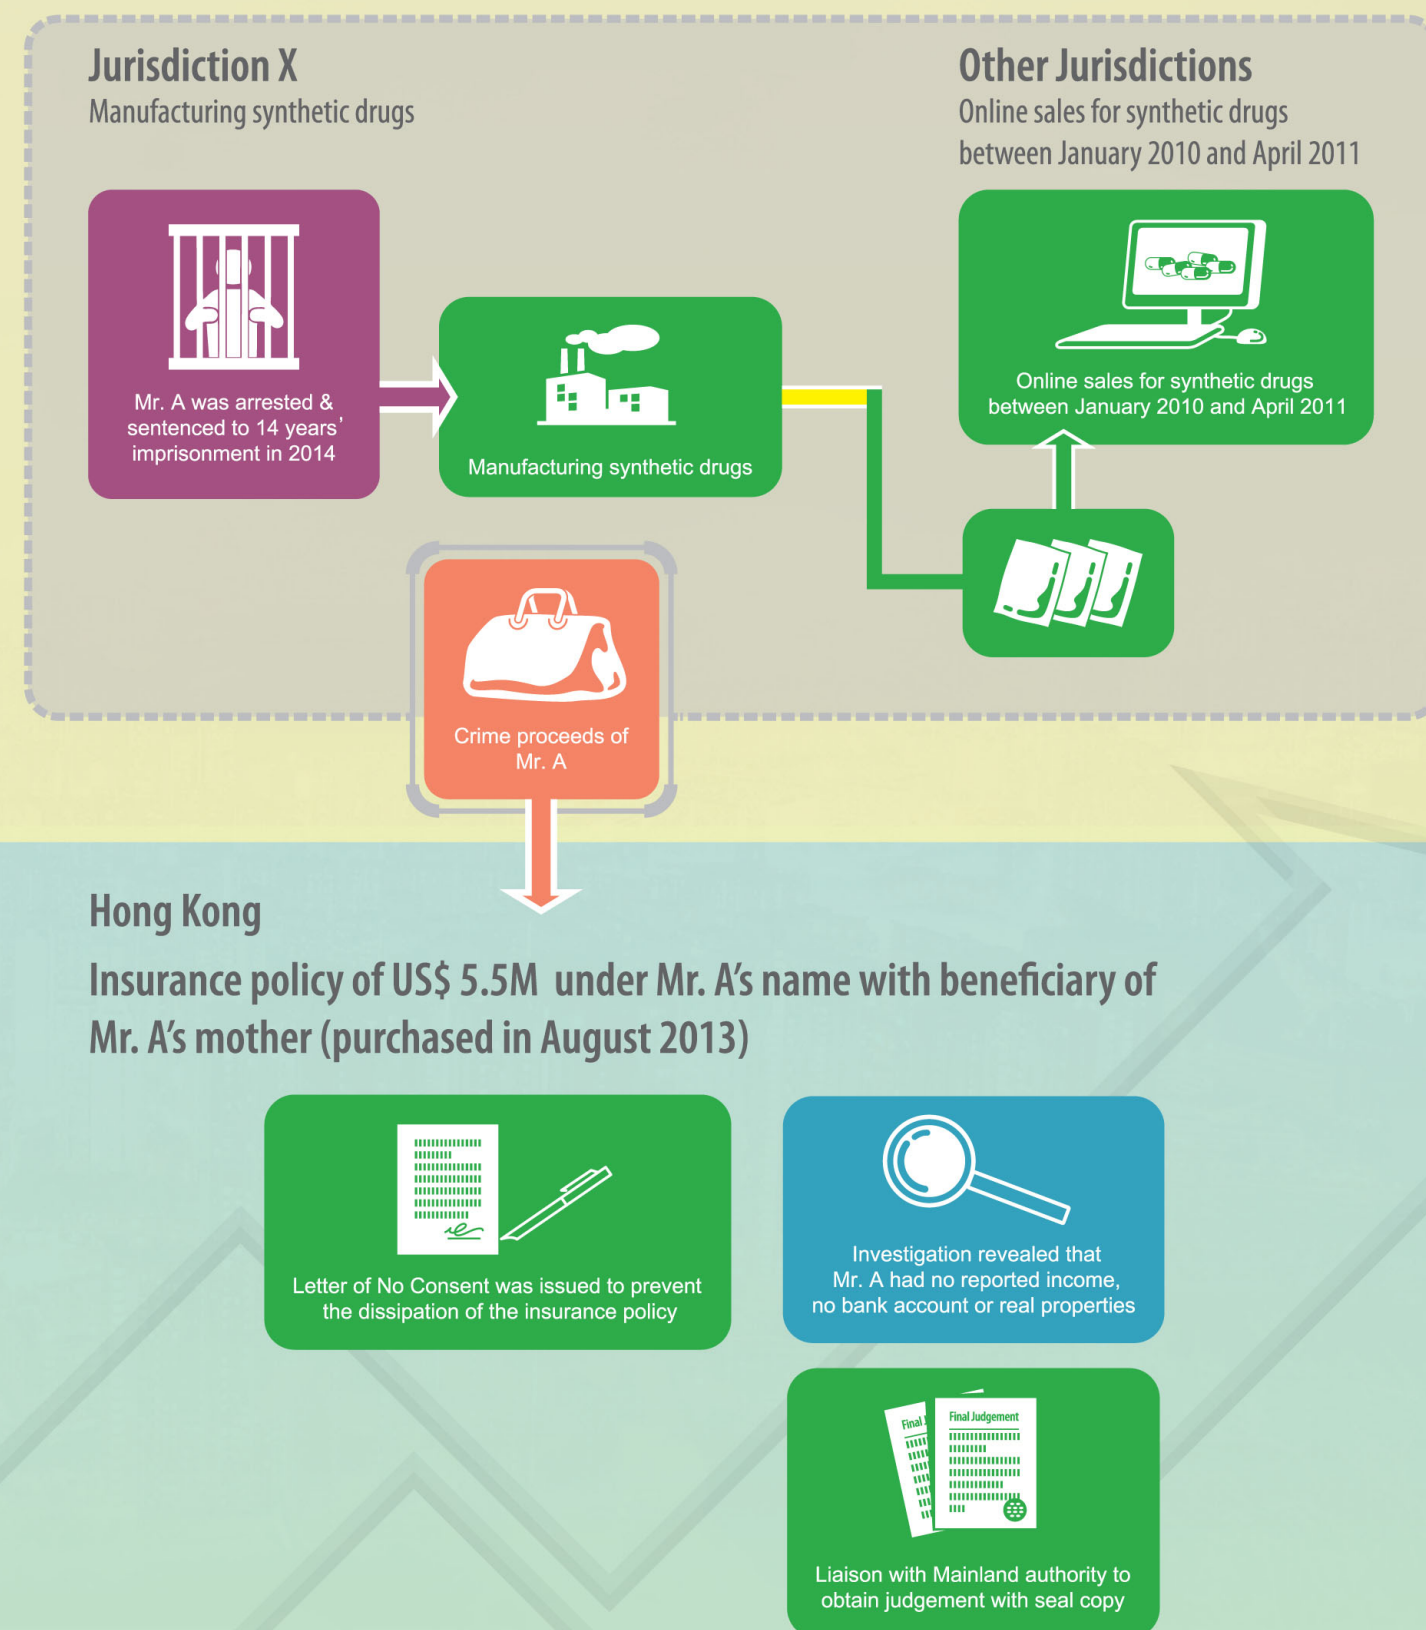 Jurisdiction X
Manufacturing synthetic drugs
Other Jurisdictions
Online sales for synthetic drugs
between January 2010 and April 2011
Mr. A was arrested &
sentenced to 14 years’
imprisonment in 2014
Manufacturing synthetic drugs
Online sales for synthetic drugs
between January 2010 and April 2011
Crime proceeds of
Mr. A
Hong Kong
Insurance policy of US$ 5.5M under Mr. A’s name with beneficiary of
Mr. A’s mother (purchased in August 2013)
Letter of No Consent was issued to prevent
the dissipation of the insurance policy
Investigation revealed that
Mr. A had no reported income,
no bank account or real properties
Final
Final Judgement
Liaison with Mainland authority to
obtain judgement with seal copy